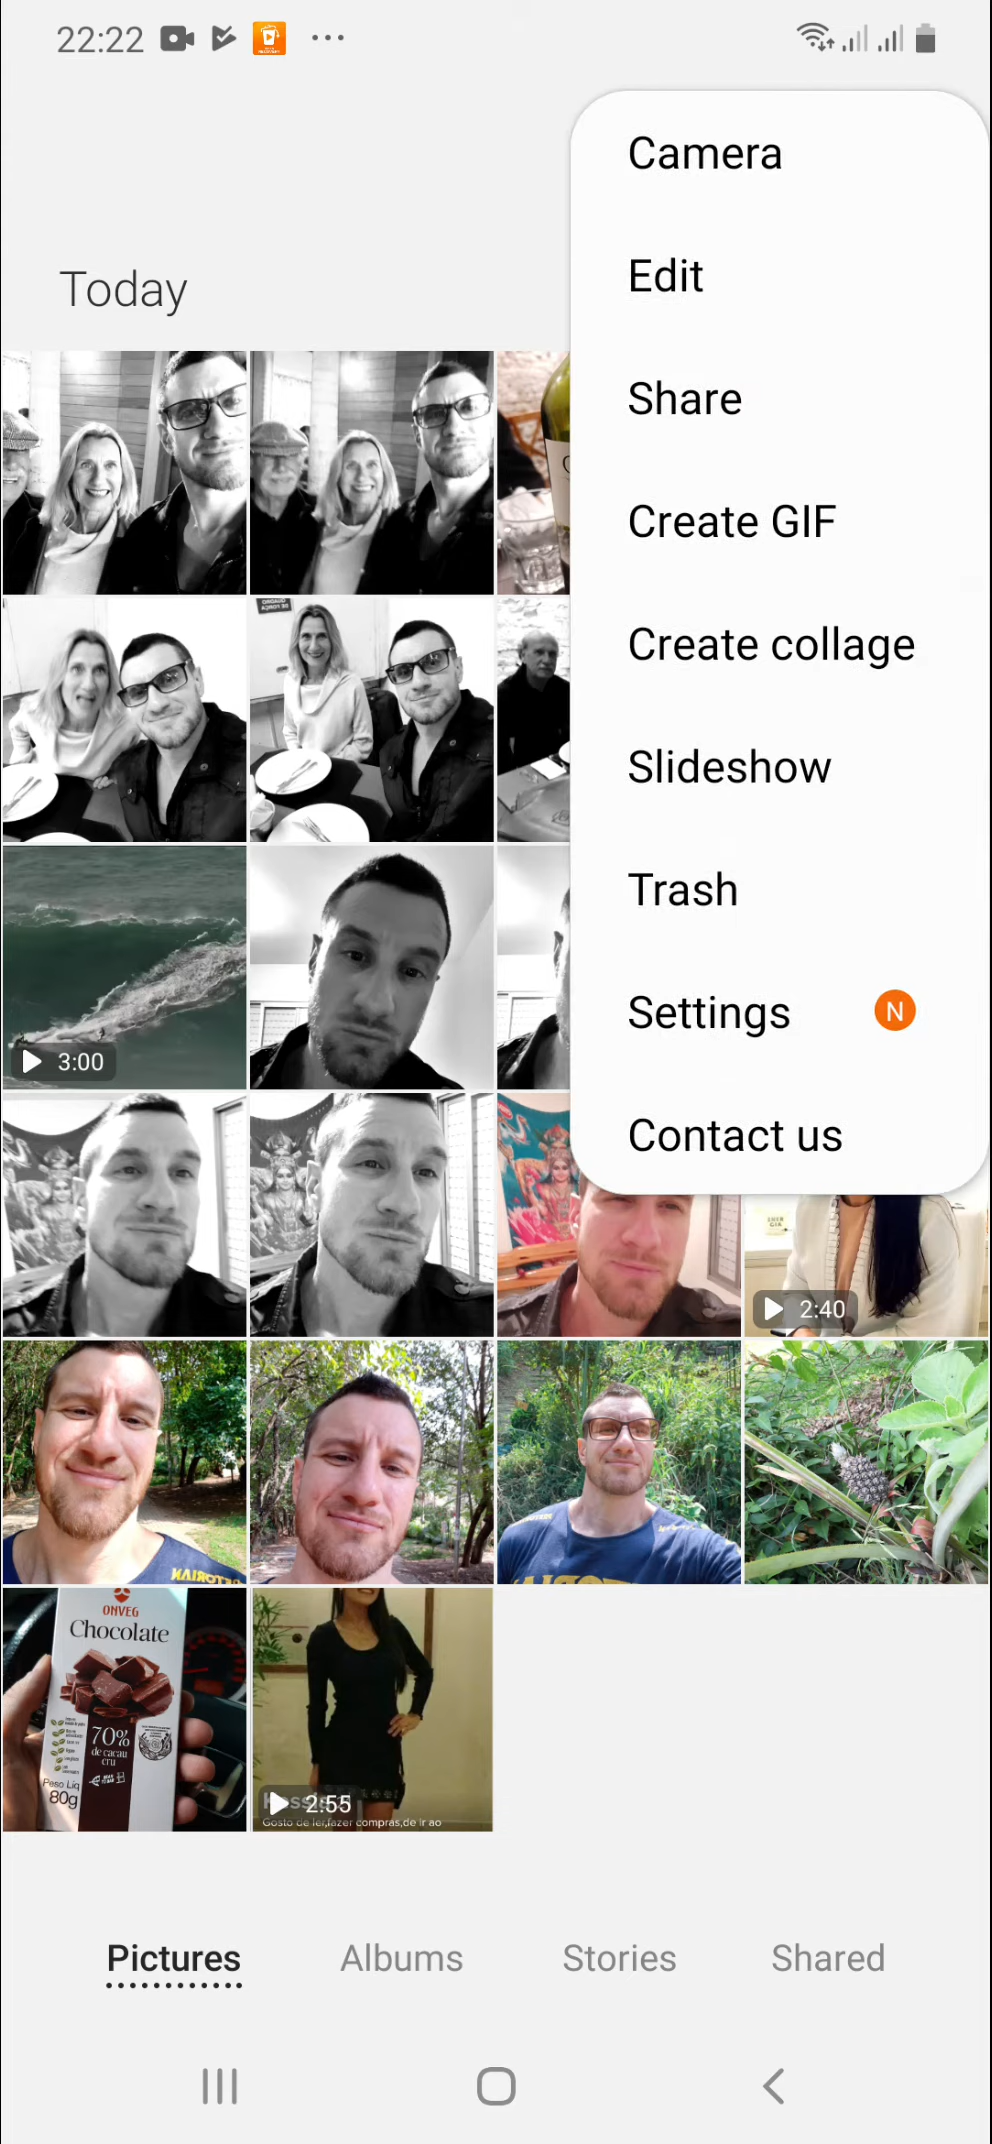 22:22
Camera
Edit
Today
Share
Create GIF
Create collage
Slideshow
Trash
Settings N
3:00
Contact us
2:40
ONVEG
Chocolate
70%
de cacau
cru
Peso Líq
80g
2:55
Gosto de ler,fazer compras,de ir ao
Pictures Albums Stories Shared